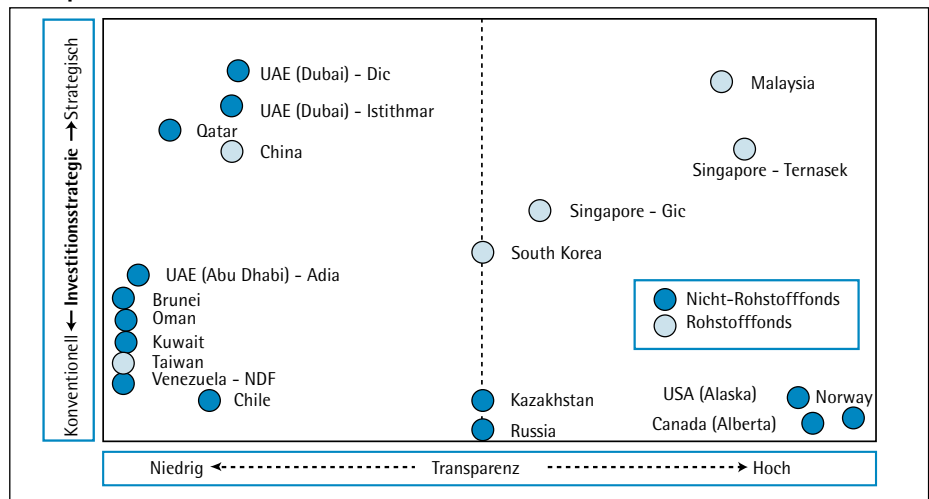 Konventionell ← Investitionsstrategie → Strategisch
UAE (Dubai) - Dic
Malaysia
UAE (Dubai) - Istithmar
Qatar
China
Singapore - Ternasek
Singapore - Gic
South Korea
UAE (Abu Dhabi) - Adia
Brunei
Oman
Kuwait
Taiwan
Venezuela - NDF
Chile
Nicht-Rohstofffonds
Rohstofffonds
Kazakhstan
Russia
USA (Alaska)
Norway
Canada (Alberta)
Niedrig ← Transparenz → Hoch